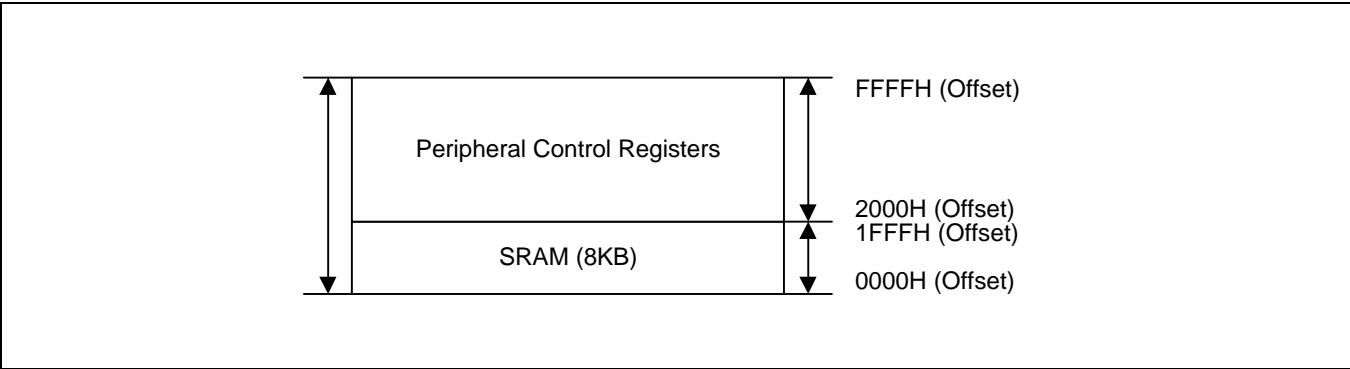 FFFFH (Offset)
Peripheral Control Registers
2000H (Offset)
1FFFH (Offset)
SRAM (8KB)
0000H (Offset)